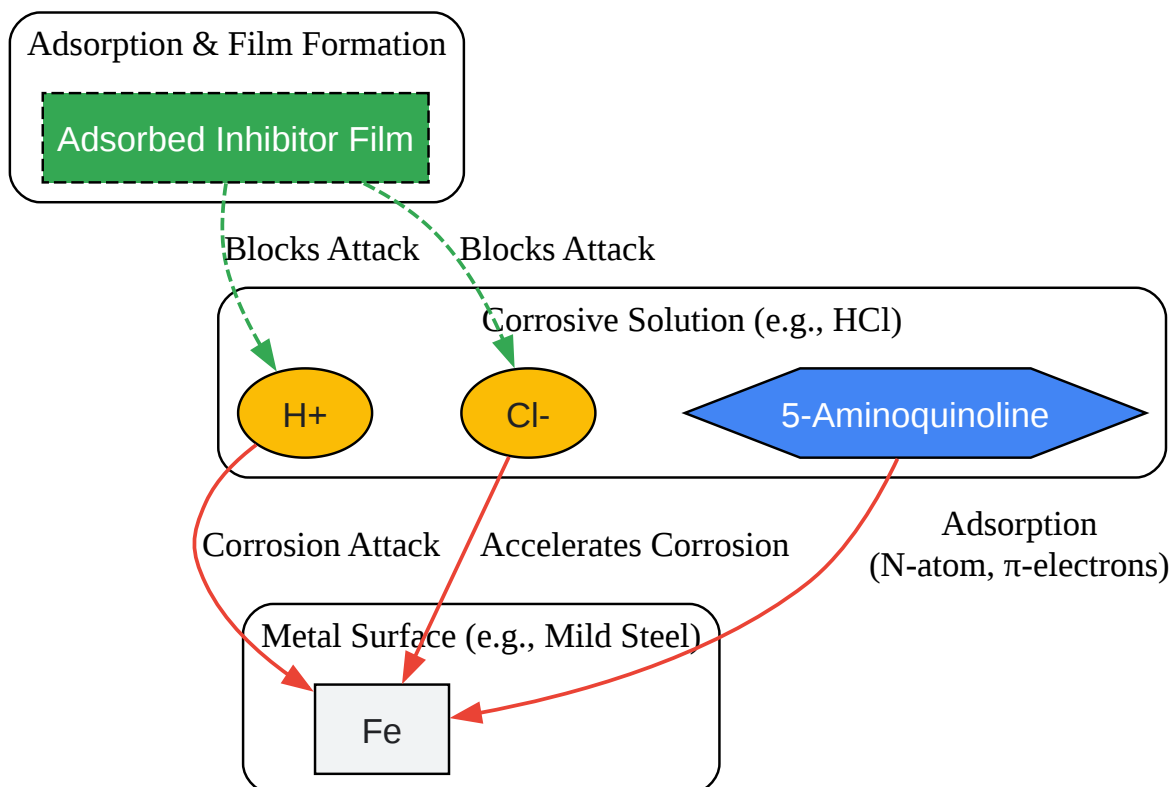 Adsorption & Film Formation
Adsorbed Inhibitor Film
Blocks Attack
Blocks Attack
Corrosive Solution (e.g., HCl)
H+
Cl-
5-Aminoquinoline
Corrosion Attack
Accelerates Corrosion
Adsorption
(N-atom, π-electrons)
Metal Surface (e.g., Mild Steel)
Fe